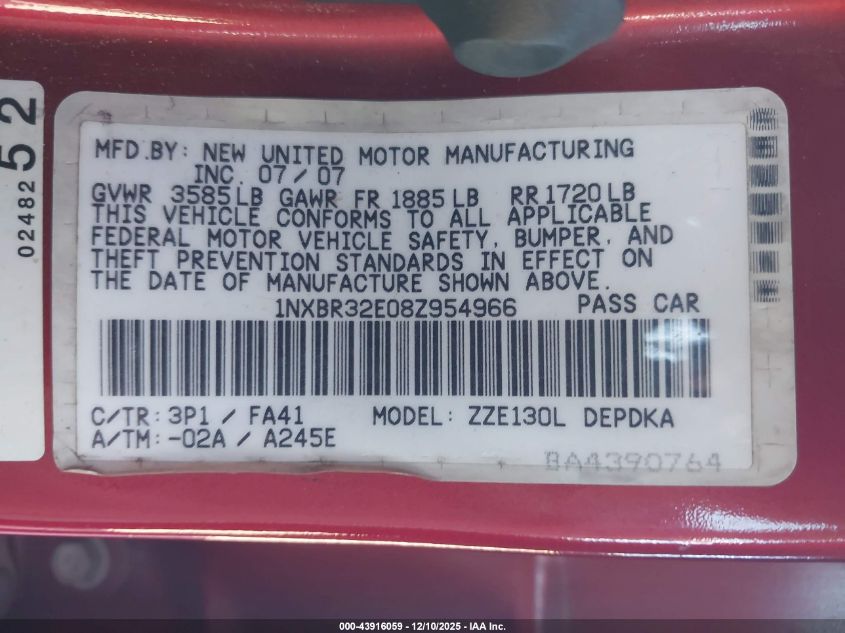 02482 52
MFD.BY: NEW UNITED MOTOR MANUFACTURING
INC 07/07
GVWR 3585LB GAWR FR 1885LB RR1720LB
THIS VEHICLE CONFORMS TO ALL APPLICABLE
FEDERAL MOTOR VEHICLE SAFETY, BUMPER, AND
THEFT PREVENTION STANDARDS IN EFFECT ON
THE DATE OF MANUFACTURE SHOWN ABOVE.
1NXBR32E08Z954966 PASS CAR
C/TR: 3P1 / FA41 MODEL: ZZE130L DEPDKA
A/TM: -02A / A245E
BA4390764
000-43916059 - 12/10/2025 - IAA Inc.